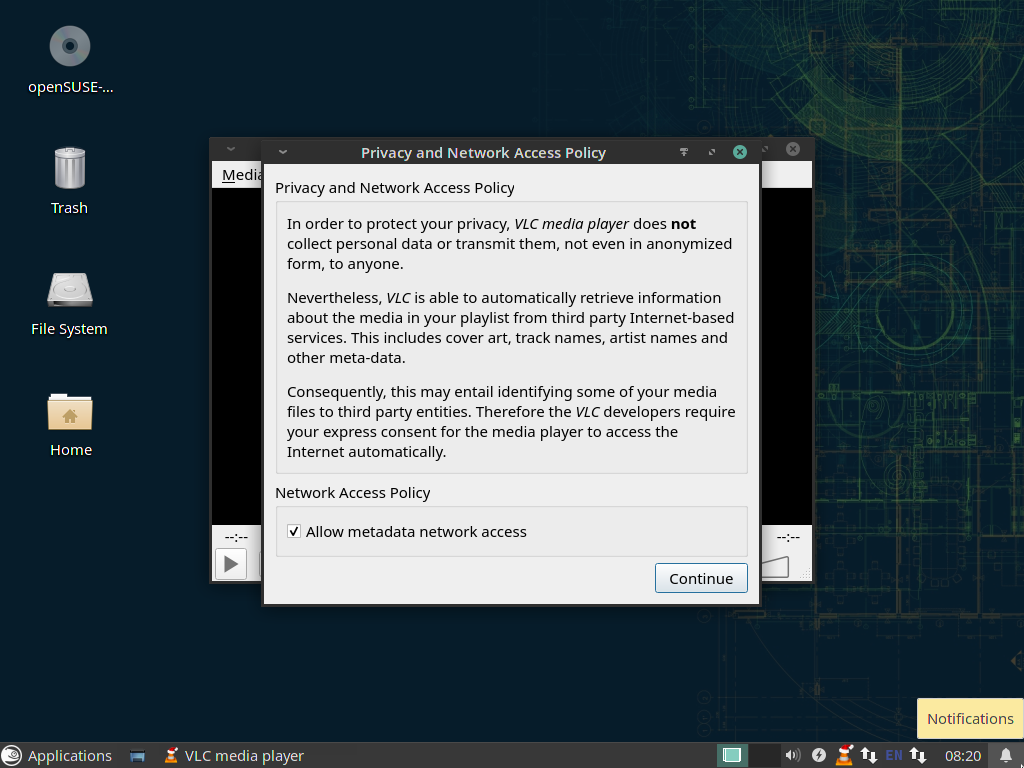 openSUSE-...
Trash
File System
Home
Privacy and Network Access Policy
Media
Privacy and Network Access Policy
In order to protect your privacy, VLC media player does not
collect personal data or transmit them, not even in anonymized
form, to anyone.
Nevertheless, VLC is able to automatically retrieve information
about the media in your playlist from third party Internet-based
services. This includes cover art, track names, artist names and
other meta-data.
Consequently, this may entail identifying some of your media
files to third party entities. Therefore the VLC developers require
your express consent for the media player to access the
Internet automatically.
Network Access Policy
Allow metadata network access
--:-- --:--
Continue
Notifications
Applications VLC media player EN 08:20